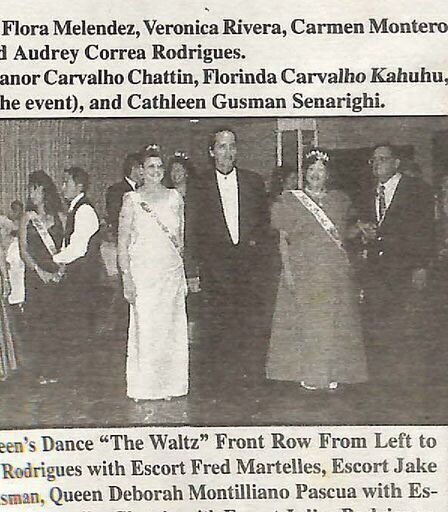 Flora Melendez, Veronica Rivera, Carmen Montero
d Audrey Correa Rodrigues.
anor Carvalho Chattin, Florinda Carvalho Kahuhu,
he event), and Cathleen Gusman Senarighi.
een's Dance “The Waltz” Front Row From Left to
Rodrigues with Escort Fred Martelles, Escort Jake
sman, Queen Deborah Montilliano Pascua with Es-